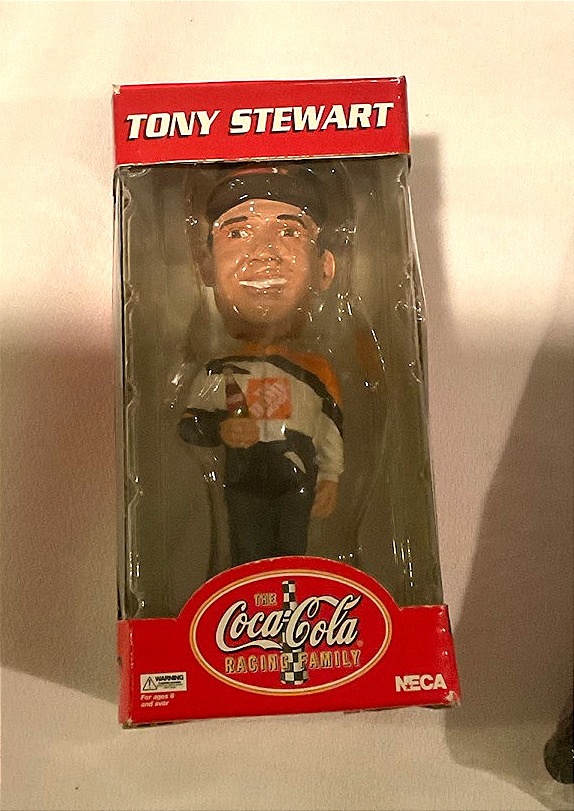 TONY STEWART
THE
Coca-Cola
RACING FAMILY
WARNING
For ages 8
and over
NECA